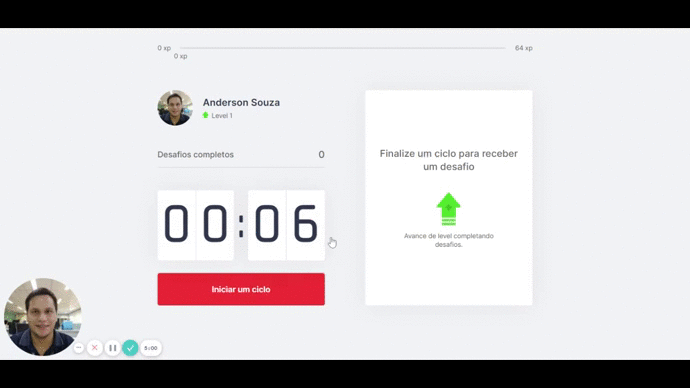 0 xp
64 xp
0 xp
Anderson Souza
Level 1
Desafios completos 0
00:06
Iniciar um ciclo
Finalize um ciclo para receber
um desafio
Avance de level completando
desafios.
5:00